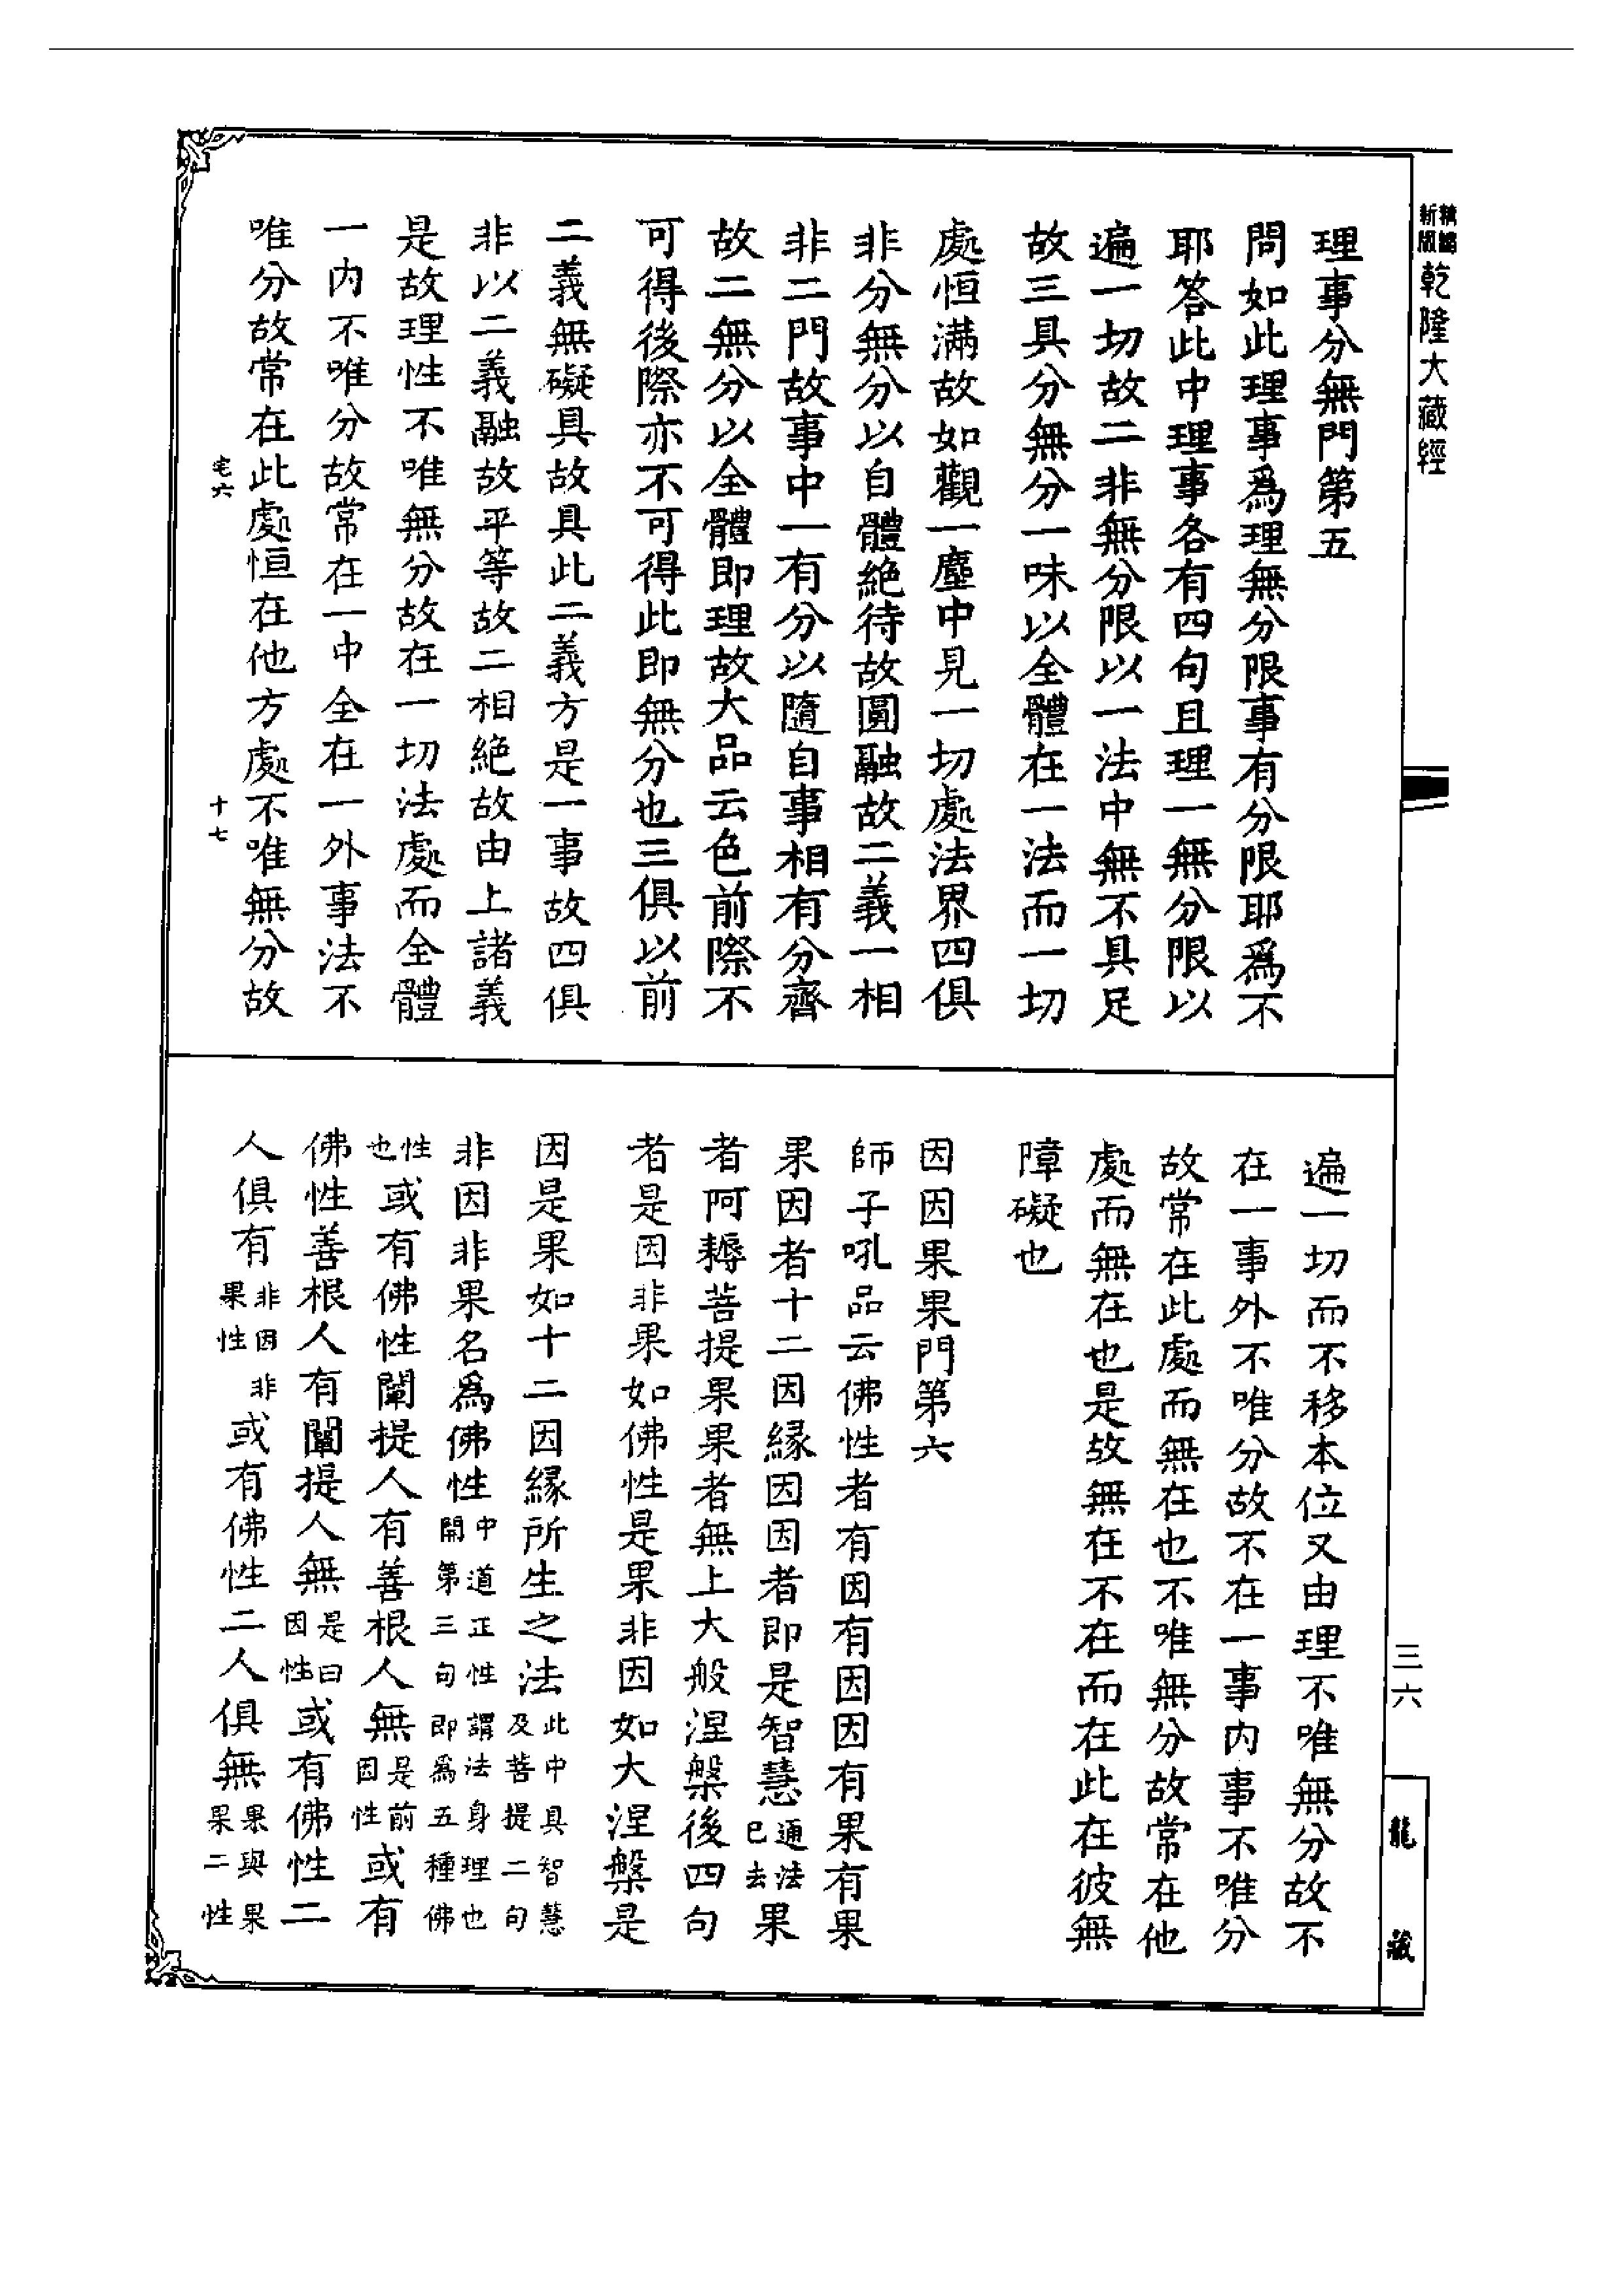 精編新版
乾隆大藏經
理事分無門第五
問如此理事為理無分限事有分限耶為不
耶答此中理事各有四句且理一無分限以
遍一切故二非無分限以一法中無不具足
故三具分無分一味以全體在一法而一切
處恒滿故如觀一塵中見一切處法界四俱
非分無分以自體絕待故圓融故二義一相
非二門故事中一有分以隨自事相有分齊
故二無分以全體即理故大品云色前際不
可得後際亦不可得此即無分也三俱以前
二義無礙具故具此二義方是一事故四俱
非以二義融故平等故二相絕故由上諸義
是故理性不唯無分故在一切法處而全體
一內不唯分故常在一中全在一外事法不
唯分故常在此處恒在他方處不唯無分故
宅六
十七
遍一切而不移本位又由理不唯無分故不
在一事外不唯分故不在一事內事不唯分
故常在此處而無在也不唯無分故常在他
處而無在也是故無在不在而在此在彼無
障礙也
因因果果門第六
師子吼品云佛性者有因有因因有果有果
果因者十二因緣因因者即是智慧通法已去果
者阿耨菩提果果者無上大般涅槃後四句
者是因非果如佛性是果非因如大涅槃是
因是果如十二因緣所生之法此中具智慧及菩提二句
非因非果名為佛性中道正性謂法身理也開第三句即為五種佛
性也或有佛性闡提人有善根人無是前因性或有
佛性善根人有闡提人無是曰因性或有佛性二
人俱有非因非果性或有佛性二人俱無果與果果二性
三六
龍藏